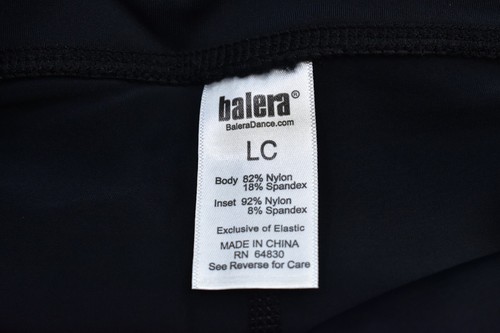 balera®
BaleraDance.com
LC
Body 82% Nylon
18% Spandex
Inset 92% Nylon
8% Spandex
Exclusive of Elastic
MADE IN CHINA
RN 64830
See Reverse for Care